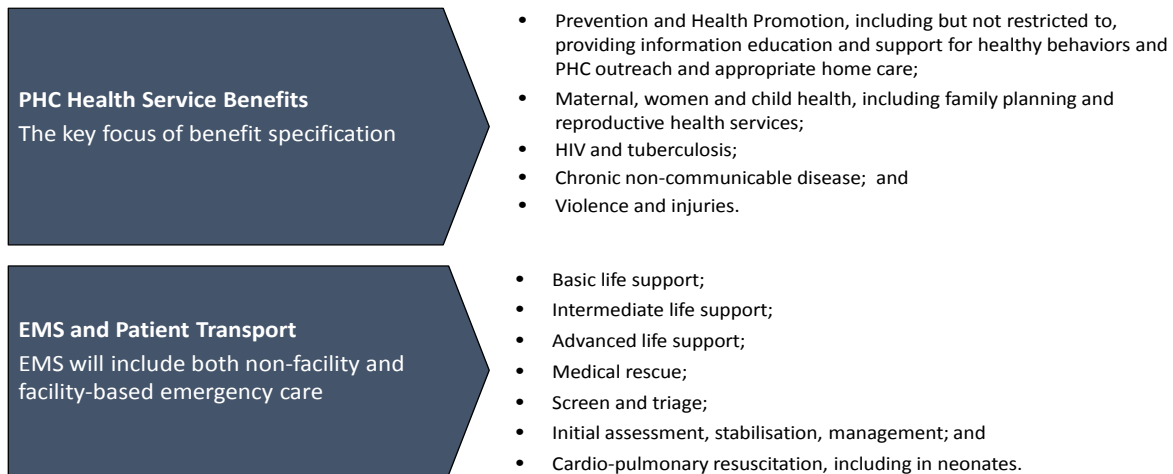 PHC Health Service Benefits
The key focus of benefit specification
• Prevention and Health Promotion, including but not restricted to,
providing information education and support for healthy behaviors and
PHC outreach and appropriate home care;
• Maternal, women and child health, including family planning and
reproductive health services;
• HIV and tuberculosis;
• Chronic non-communicable disease; and
• Violence and injuries.
EMS and Patient Transport
EMS will include both non-facility and
facility-based emergency care
• Basic life support;
• Intermediate life support;
• Advanced life support;
• Medical rescue;
• Screen and triage;
• Initial assessment, stabilisation, management; and
• Cardio-pulmonary resuscitation, including in neonates.